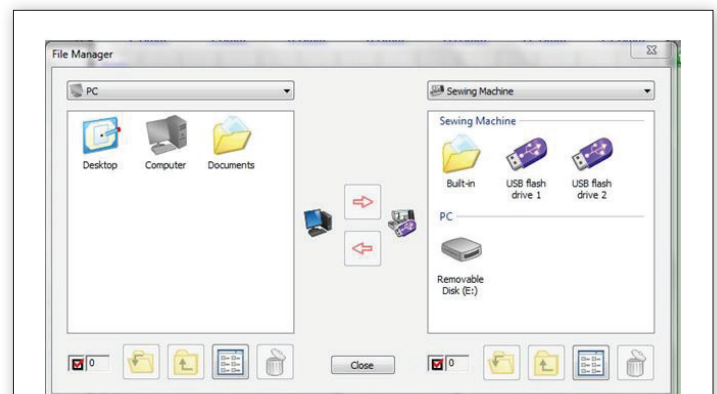 File Manager
PC
Desktop
Computer
Documents
0
Close
Sewing Machine
Sewing Machine
Built-in
USB flash
drive 1
USB flash
drive 2
PC
Removable
Disk (E:)
0